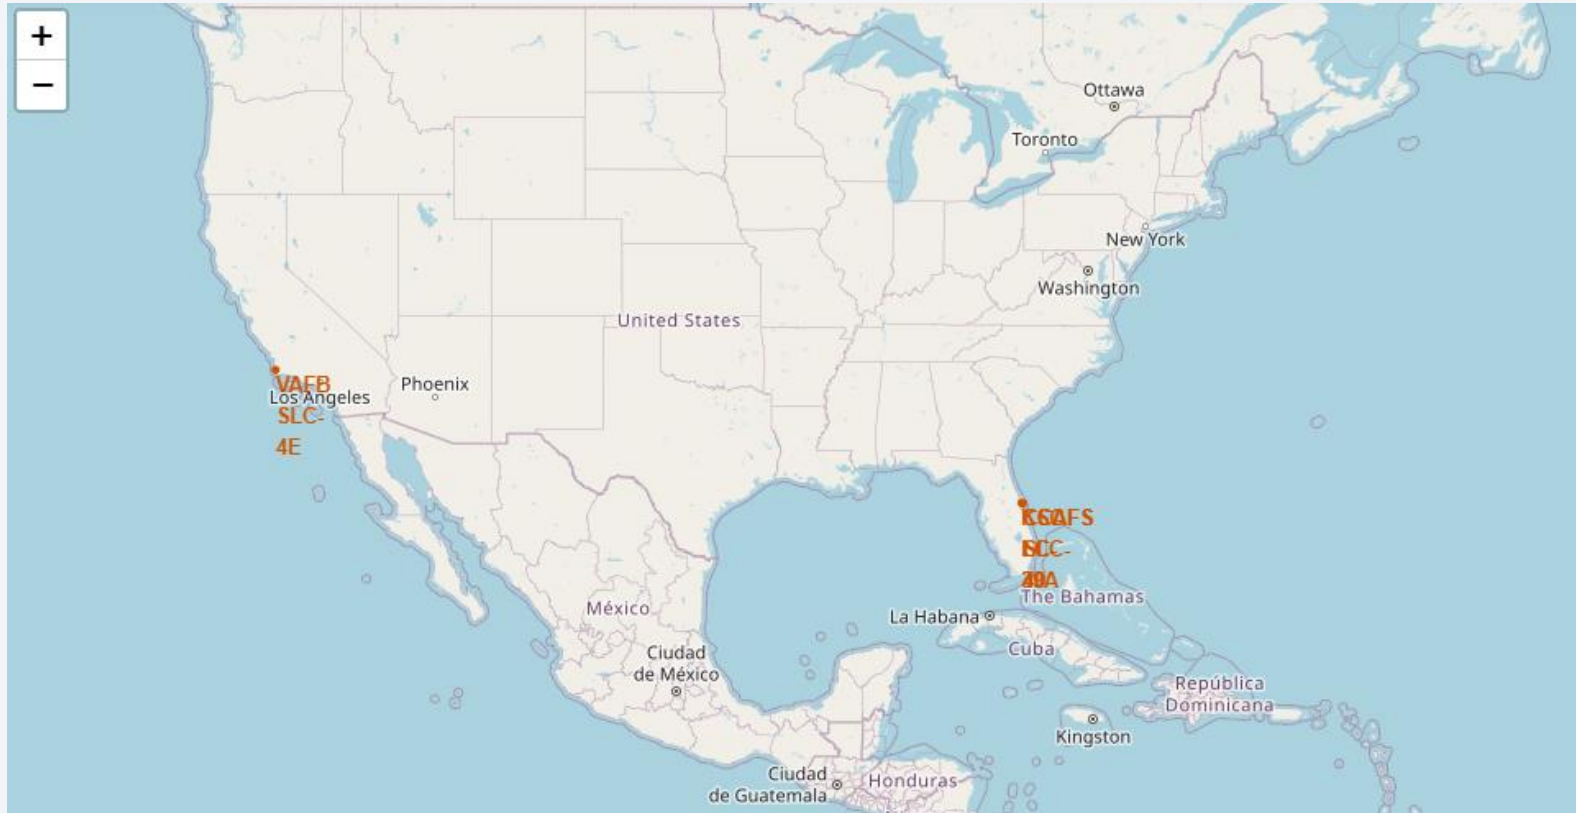 +
−
Ottawa
Toronto
New York
Washington
United States
VAFB
SLC-
4E
Los Angeles
Phoenix
The Bahamas
La Habana
México
Cuba
Ciudad
de México
República
Dominicana
Kingston
Ciudad
de Guatemala
Honduras